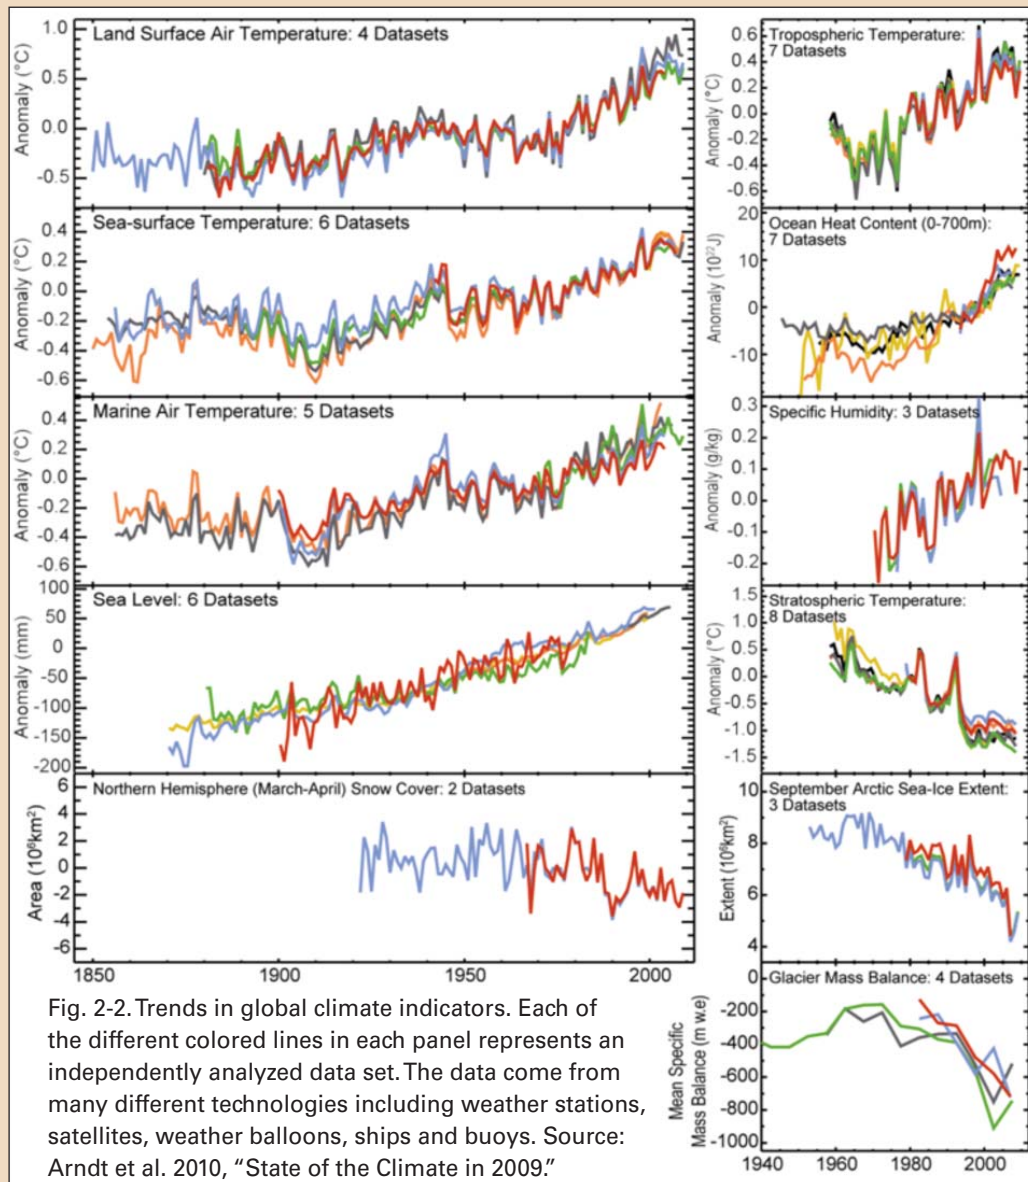 Land Surface Air Temperature: 4 Datasets
Anomaly (°C)
1.0
0.5
0.0
-0.5
Sea-surface Temperature: 6 Datasets
Anomaly (°C)
0.4
0.2
0.0
-0.2
-0.4
-0.6
Marine Air Temperature: 5 Datasets
Anomaly (°C)
0.4
0.2
0.0
-0.2
-0.4
-0.6
Sea Level: 6 Datasets
Anomaly (mm)
100
50
0
-50
-100
-150
-200
Northern Hemisphere (March-April) Snow Cover: 2 Datasets
Area (10⁶km²)
6
4
2
0
-2
-4
-6
1850
1900
1950
2000
Tropospheric Temperature:
7 Datasets
Anomaly (°C)
0.6
0.4
0.2
0.0
-0.2
-0.4
-0.6
Ocean Heat Content (0-700m):
7 Datasets
Anomaly (10²²J)
20
10
0
-10
Specific Humidity: 3 Datasets
Anomaly (g/kg)
0.3
0.2
0.1
0.0
-0.1
-0.2
Stratospheric Temperature:
8 Datasets
Anomaly (°C)
1.5
1.0
0.5
0.0
-0.5
-1.0
-1.5
September Arctic Sea-Ice Extent:
3 Datasets
Extent (10⁶km²)
10
8
6
4
Glacier Mass Balance: 4 Datasets
Mean Specific
Mass Balance (m w.e)
-200
-400
-600
-800
-1000
1940
1960
1980
2000
Fig. 2-2. Trends in global climate indicators. Each of
the different colored lines in each panel represents an
independently analyzed data set. The data come from
many different technologies including weather stations,
satellites, weather balloons, ships and buoys. Source:
Arndt et al. 2010, “State of the Climate in 2009.”